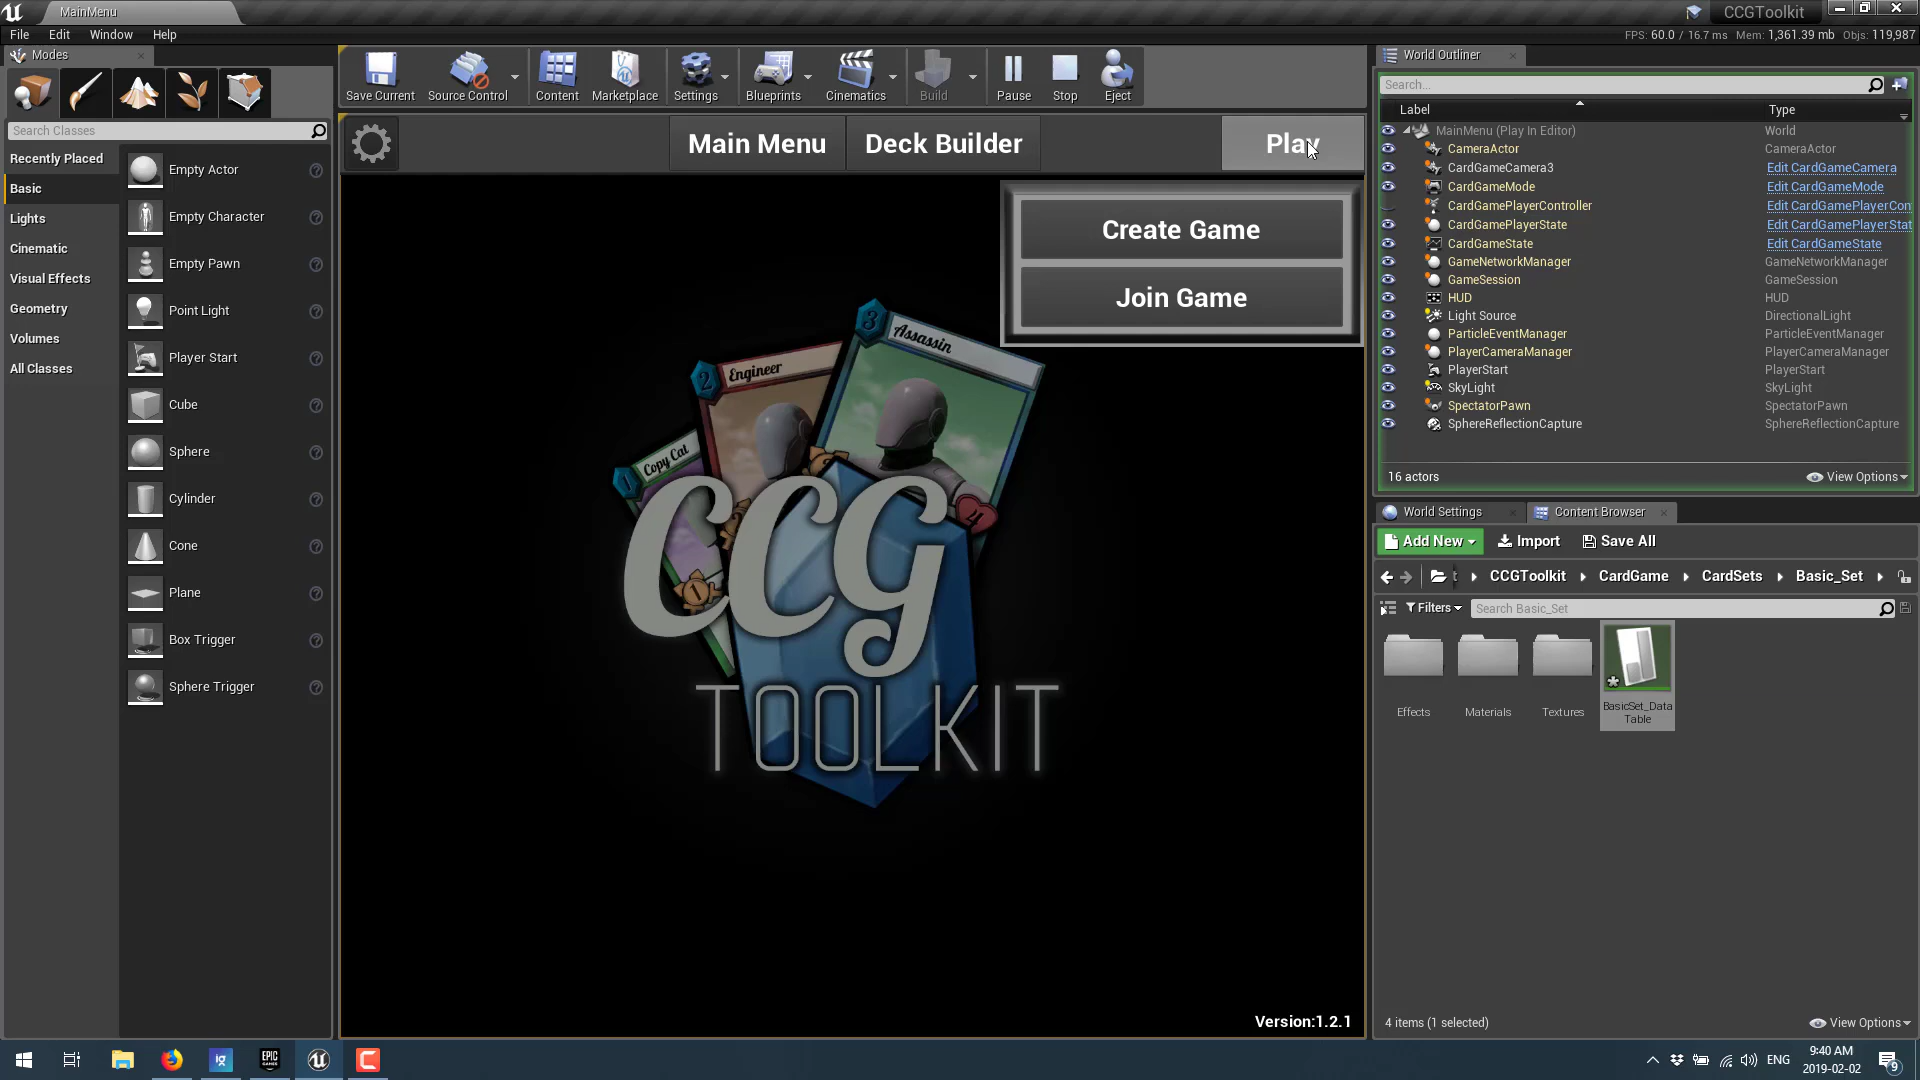 MainMenu
CCGToolkit
File Edit Window Help
FPS: 60.0 / 16.7 ms Mem: 1,361.39 mb Objs: 119,987
Modes
Search Classes
Recently Placed
Basic
Lights
Cinematic
Visual Effects
Geometry
Volumes
All Classes
Empty Actor
Empty Character
Empty Pawn
Point Light
Player Start
Cube
Sphere
Cylinder
Cone
Plane
Box Trigger
Sphere Trigger
Save Current Source Control Content Marketplace Settings Blueprints Cinematics Build Pause Stop Eject
Main Menu Deck Builder Play
Create Game
Join Game
3 Assassin
2 Engineer
1 Copy Cat
4
1
CCG
TOOLKIT
Version:1.2.1
World Outliner
Search...
Label Type
MainMenu (Play In Editor) World
CameraActor CameraActor
CardGameCamera3 Edit CardGameCamera
CardGameMode Edit CardGameMode
CardGamePlayerController Edit CardGamePlayerCon
CardGamePlayerState Edit CardGamePlayerStat
CardGameState Edit CardGameState
GameNetworkManager GameNetworkManager
GameSession GameSession
HUD HUD
Light Source DirectionalLight
ParticleEventManager ParticleEventManager
PlayerCameraManager PlayerCameraManager
PlayerStart PlayerStart
SkyLight SkyLight
SpectatorPawn SpectatorPawn
SphereReflectionCapture SphereReflectionCapture
16 actors View Options
World Settings Content Browser
Add New Import Save All
t CCGToolkit CardGame CardSets Basic_Set
Filters Search Basic_Set
Effects Materials Textures BasicSet_Data
Table
4 items (1 selected) View Options
ig EPIC GAMES C ENG 9:40 AM
2019-02-02 9